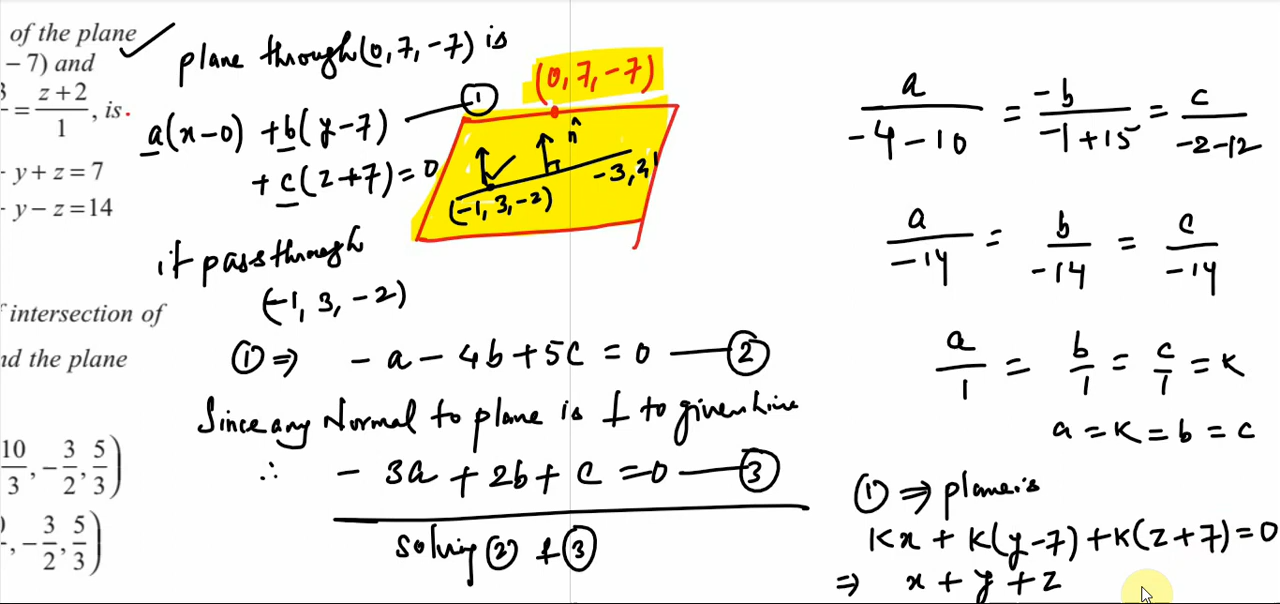 of the plane
– 7) and
3
= z+2 / 1 , is.
- y+z=7
- y–z=14
intersection of
nd the plane
10/3, –3/2, 5/3)
, –3/2, 5/3)
plane through (0, 7, -7) is
a(x-0) + b(y-7) ①
+ c(z+7) = 0
(0, 7, -7)
n̂
-3, 2, 1
(-1, 3, -2)
it pass through
(-1, 3, -2)
①⇒ - a - 4b + 5c = 0 ②
Since any Normal to plane is ⊥ to given line
∴ - 3a + 2b + c = 0 ③
Solving ② & ③
a/-4-10 = -b/-1+15 = c/-2-12
a/-14 = b/-14 = c/-14
a/1 = b/1 = c/1 = K
a = K = b = c
① ⇒ plane is
Kx + K(y-7) + K(z+7) = 0
⇒ x + y + z